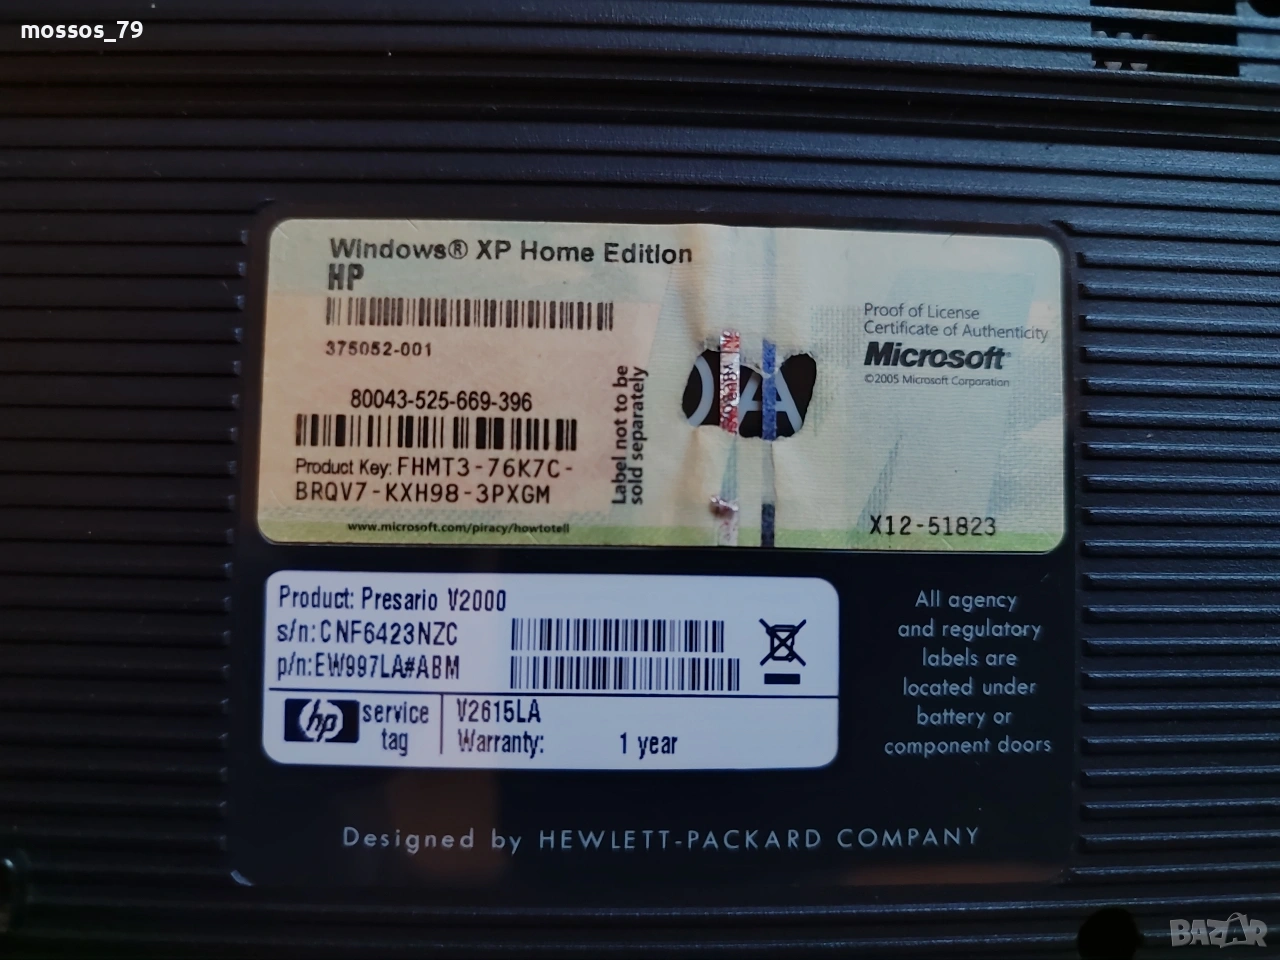 mossos_79
Windows® XP Home Edition
HP
375052-001
80043-525-669-396
Product Key: FHMT3-76K7C-
BRQV7-KXH98-3PXGM
www.microsoft.com/piracy/howtotell
Label not to be
sold separately
Proof of License
Certificate of Authenticity
Microsoft®
©2005 Microsoft Corporation
X12-51823
Product: Presario V2000
s/n: CNF6423NZC
p/n: EW997LA#ABM
hp
service
tag
V2615LA
Warranty: 1 year
All agency
and regulatory
labels are
located under
battery or
component doors
Designed by HEWLETT-PACKARD COMPANY
BAZAR